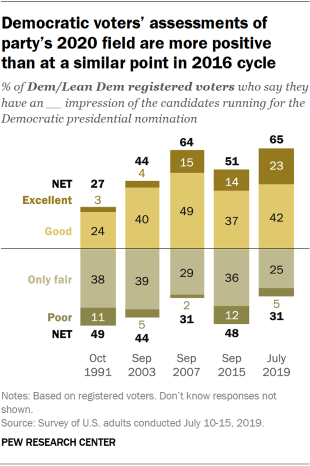 Democratic voters' assessments of
party's 2020 field are more positive
than at a similar point in 2016 cycle
% of Dem/Lean Dem registered voters who say they
have an __ impression of the candidates running for the
Democratic presidential nomination
64 65
44 51
NET 27 4 15 14 23
Excellent 3
Good 24 40 49 37 42
Only fair 38 39 29 36 25
Poor 11 5 2 12 5
NET 49 44 31 48 31
Oct Sep Sep Sep July
1991 2003 2007 2015 2019
Notes: Based on registered voters. Don't know responses not
shown.
Source: Survey of U.S. adults conducted July 10-15, 2019.
PEW RESEARCH CENTER